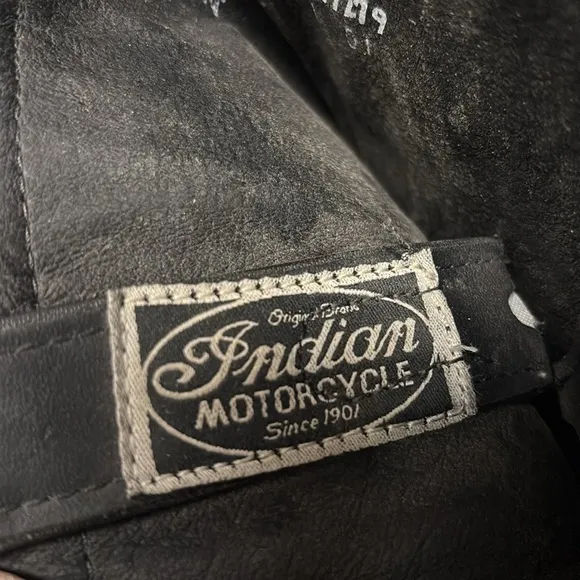 Original Brand
Indian
MOTORCYCLE
Since 1901